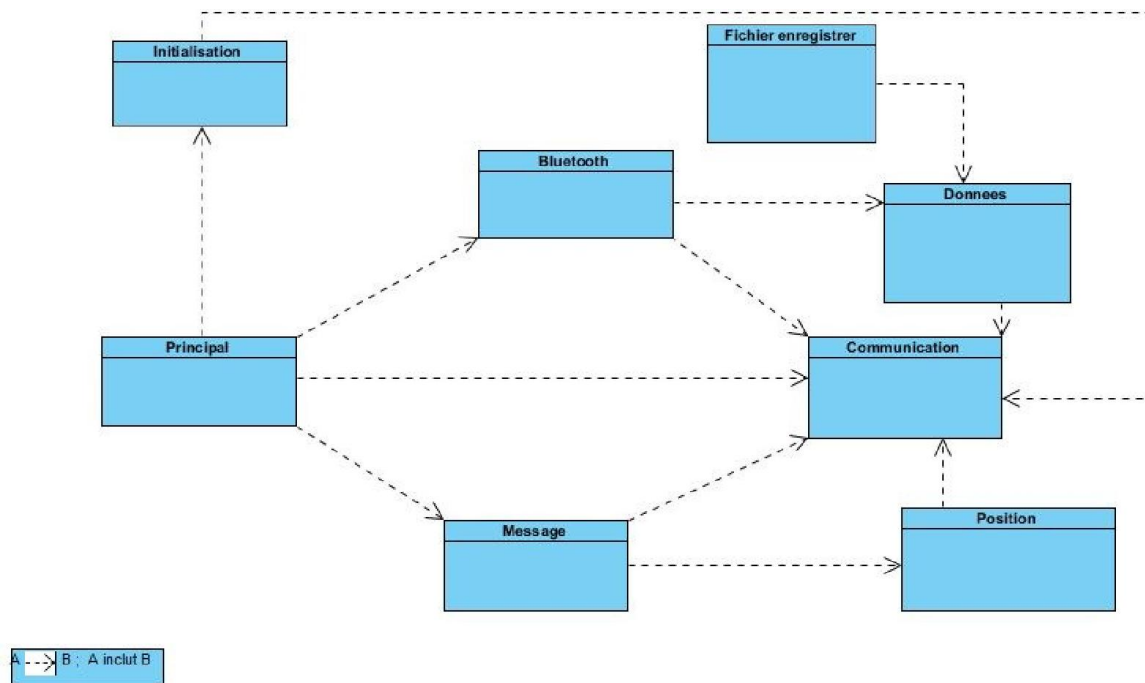 Initialisation
Fichier enregistrer
Bluetooth
Donnees
Principal
Communication
Message
Position
A B ; A inclut B